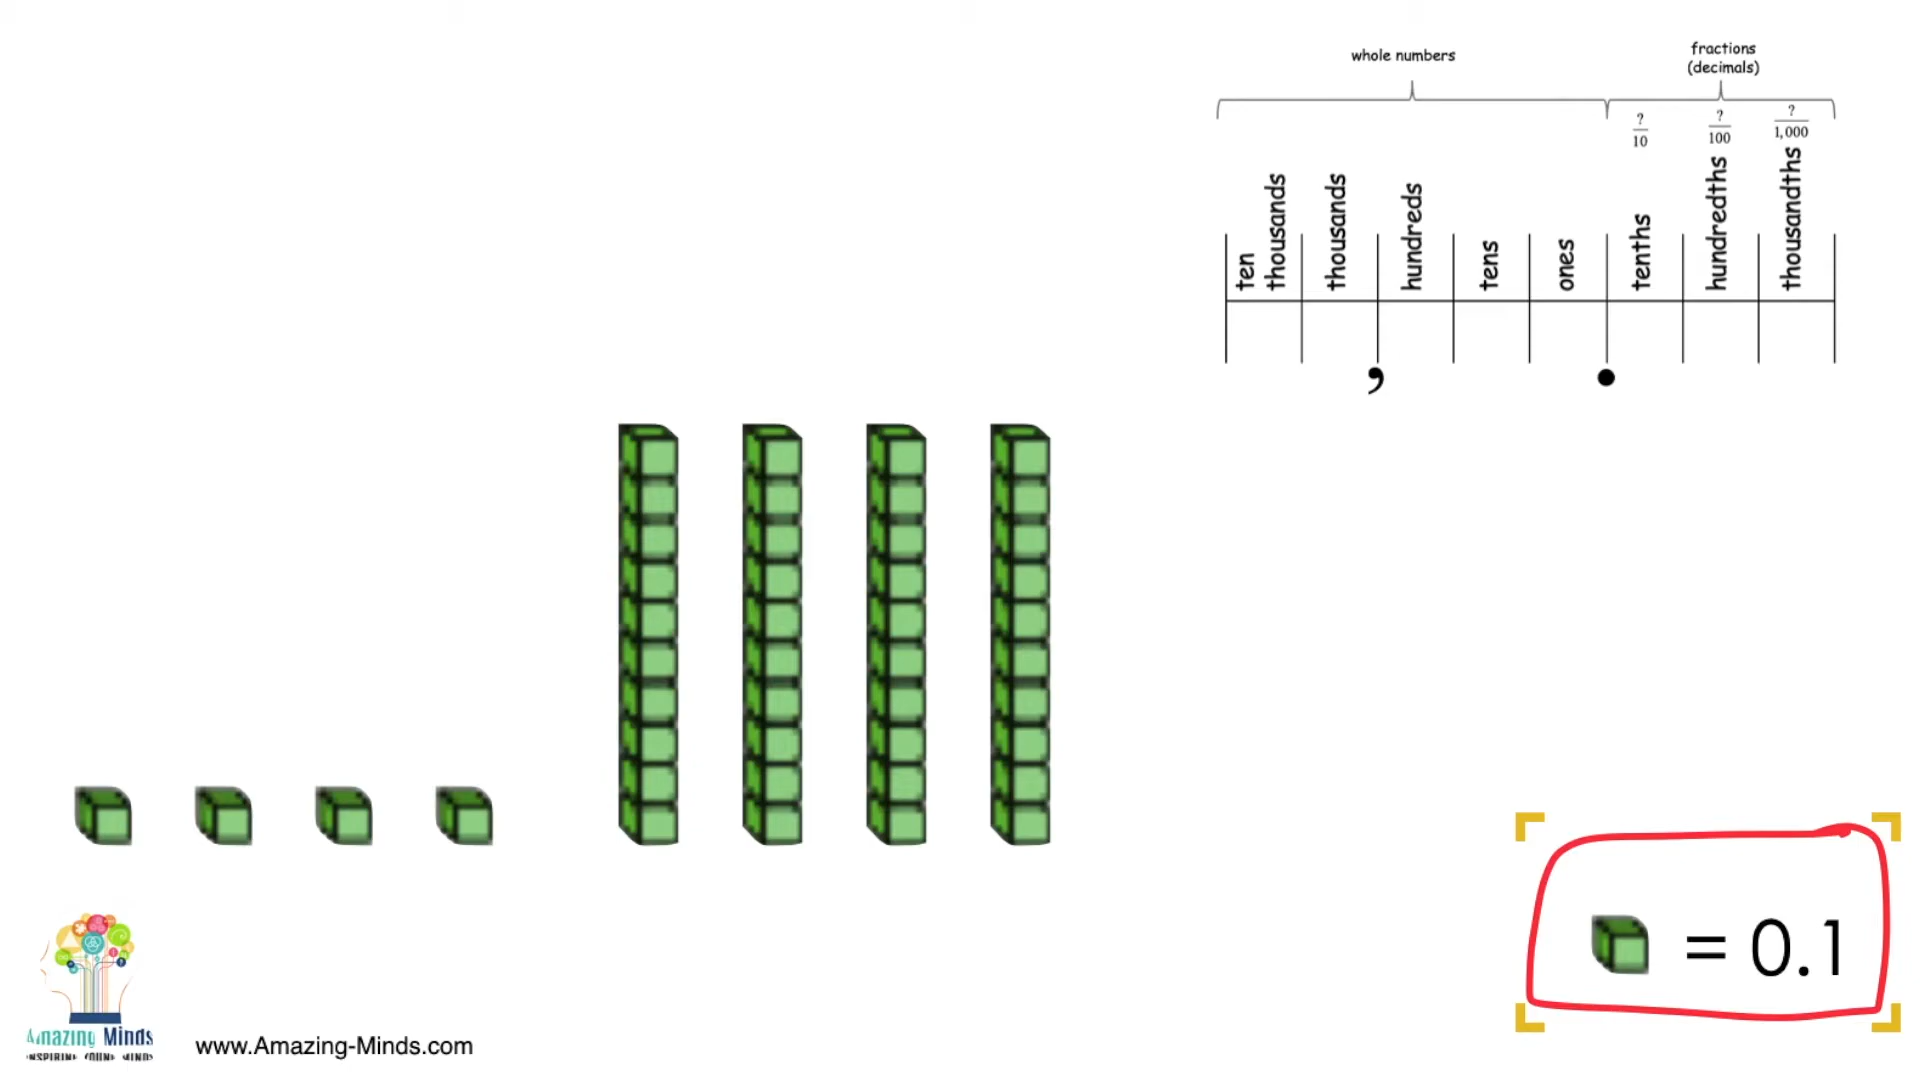 whole numbers
fractions
(decimals)
?/10
?/100
?/1,000
ten
thousands
thousands
hundreds
tens
ones
tenths
hundredths
thousandths
, .
= 0.1
Amazing Minds
www.Amazing-Minds.com